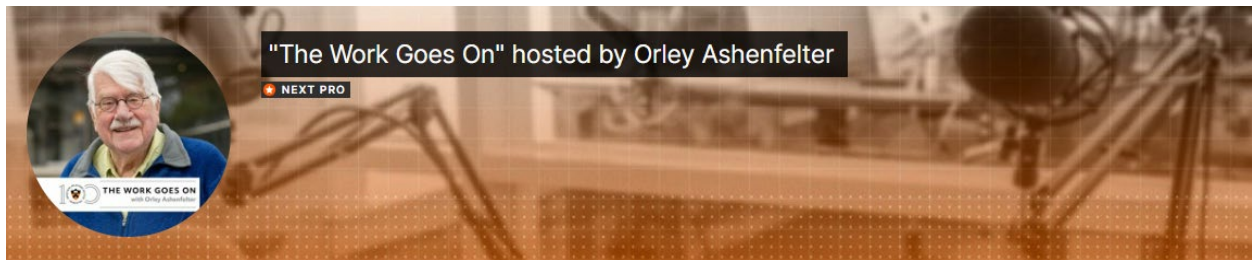 "The Work Goes On" hosted by Orley Ashenfelter
NEXT PRO
100
THE WORK GOES ON
with Orley Ashenfelter